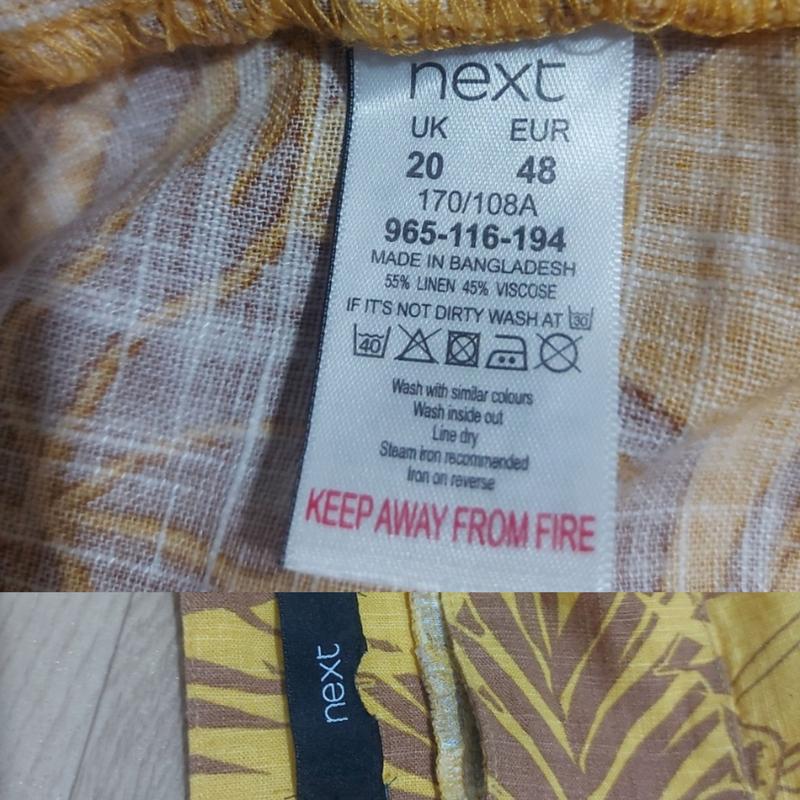 next
UK EUR
20 48
170/108A
965-116-194
MADE IN BANGLADESH
55% LINEN 45% VISCOSE
IF IT'S NOT DIRTY WASH AT 30
40
Wash with similar colours
Wash inside out
Line dry
Steam iron recommended
Iron on reverse
KEEP AWAY FROM FIRE
next